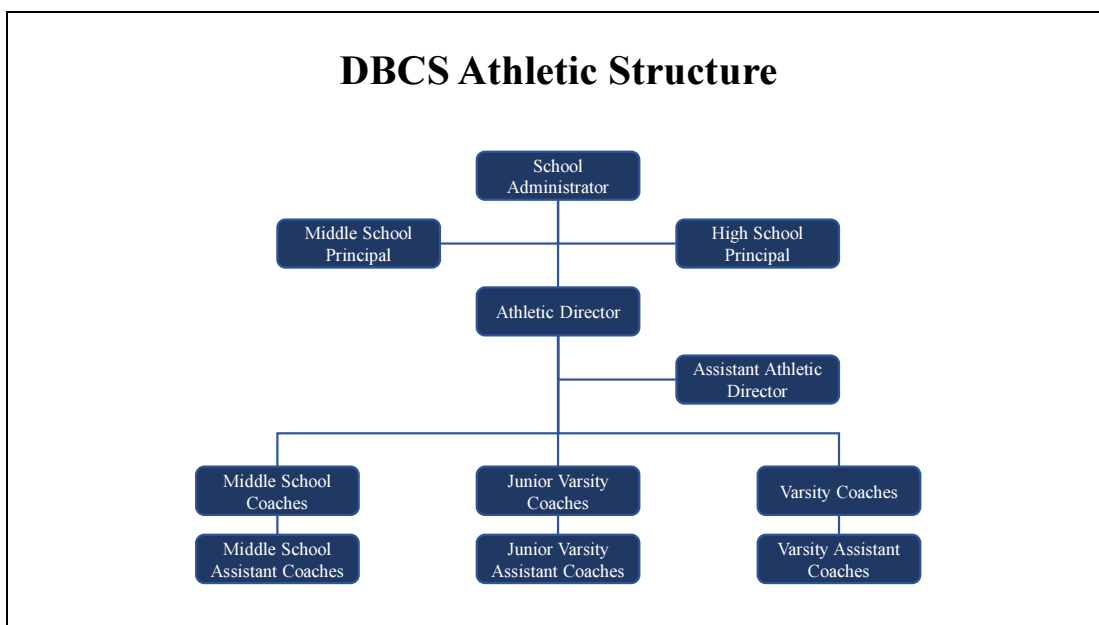 DBCS Athletic Structure
School
Administrator
Middle School
Principal
High School
Principal
Athletic Director
Assistant Athletic
Director
Middle School
Coaches
Junior Varsity
Coaches
Varsity Coaches
Middle School
Assistant Coaches
Junior Varsity
Assistant Coaches
Varsity Assistant
Coaches